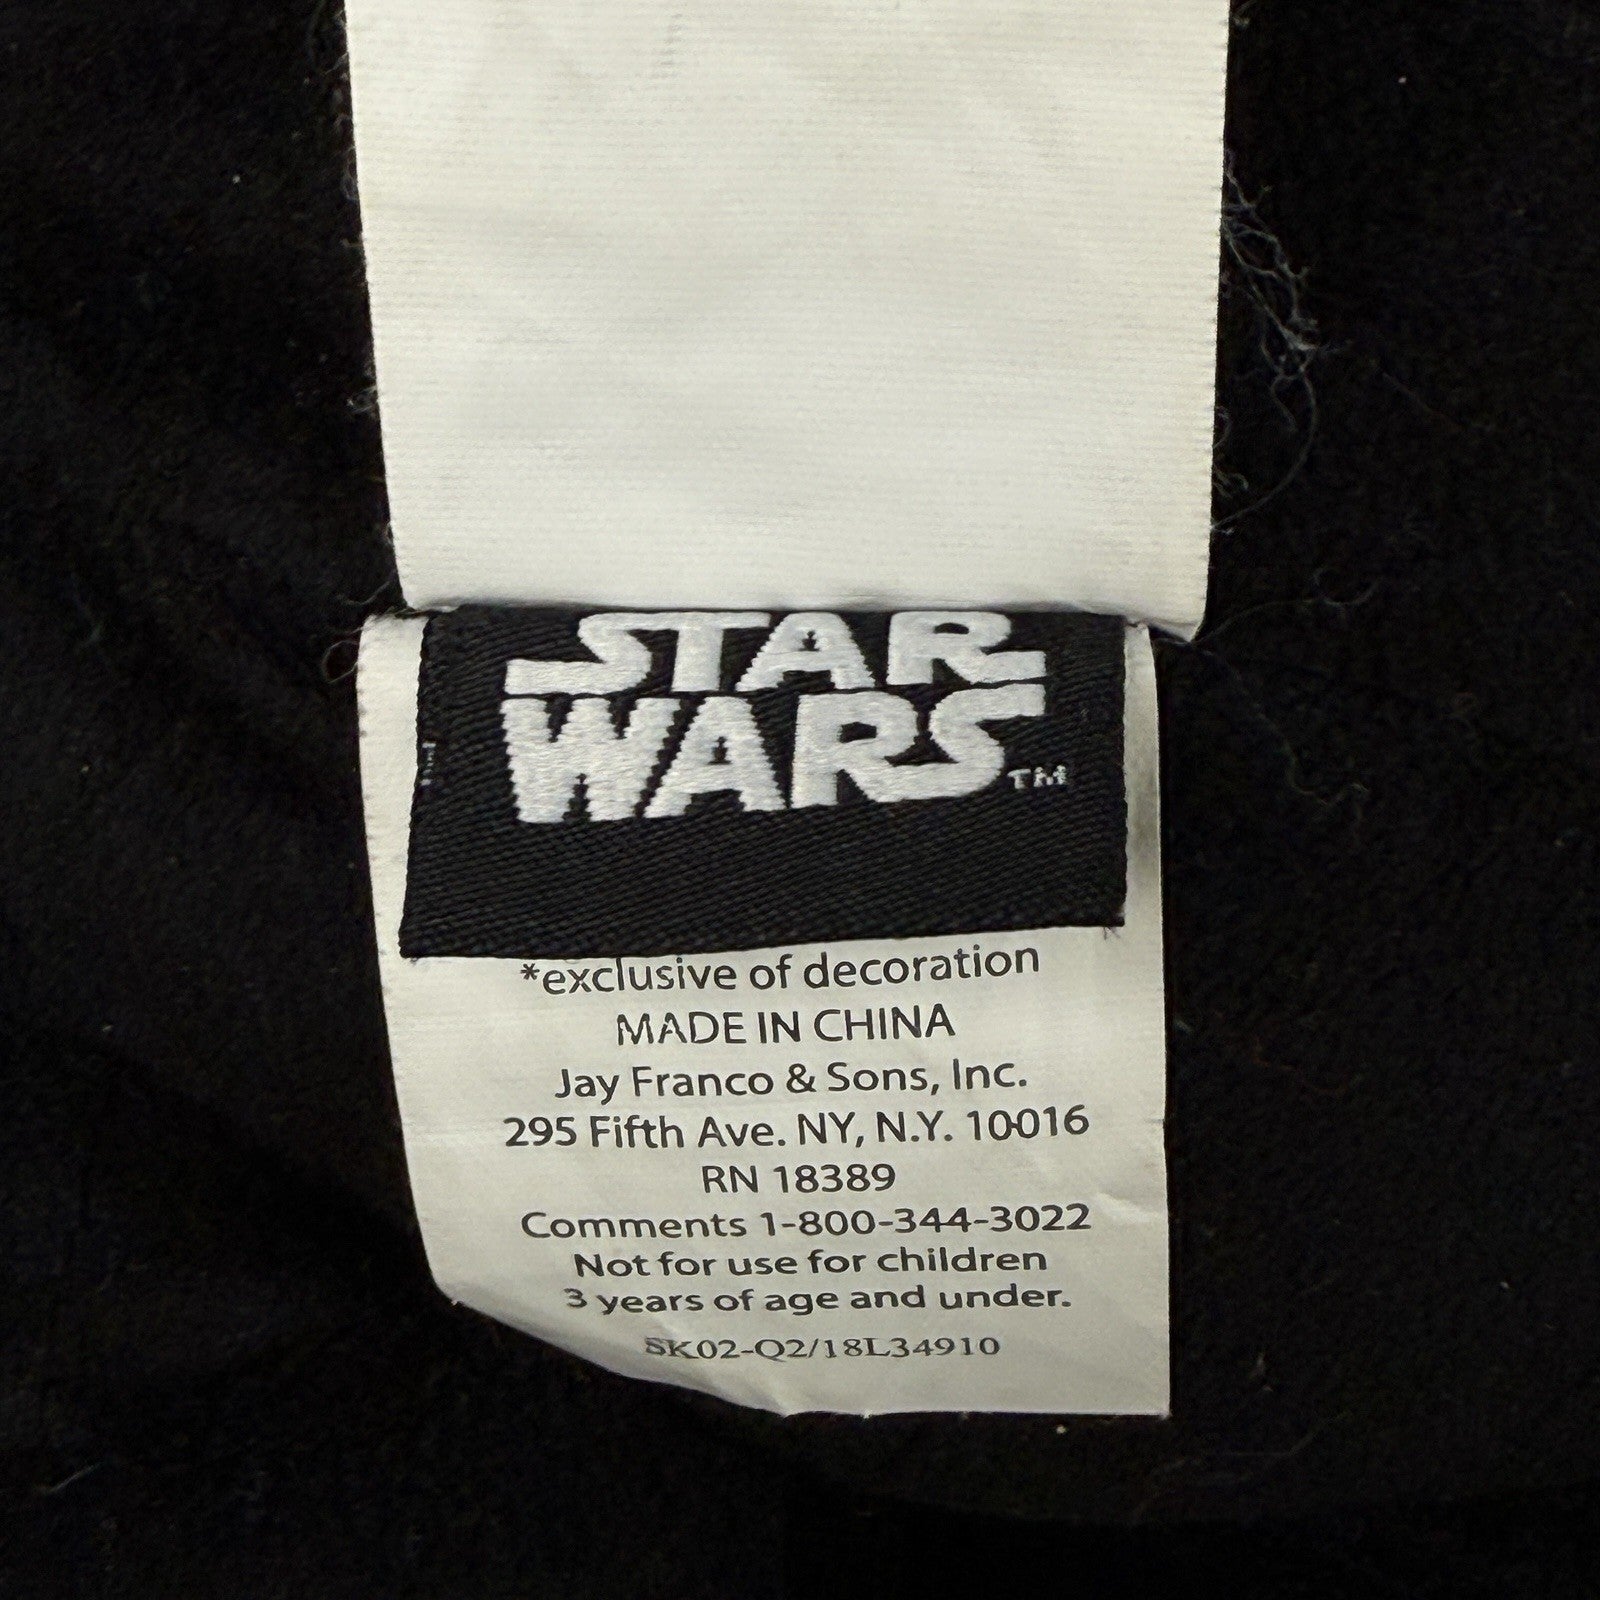 STAR
WARS TM
*exclusive of decoration
MADE IN CHINA
Jay Franco & Sons, Inc.
295 Fifth Ave. NY, N.Y. 10016
RN 18389
Comments 1-800-344-3022
Not for use for children
3 years of age and under.
SK02-Q2/18L34910